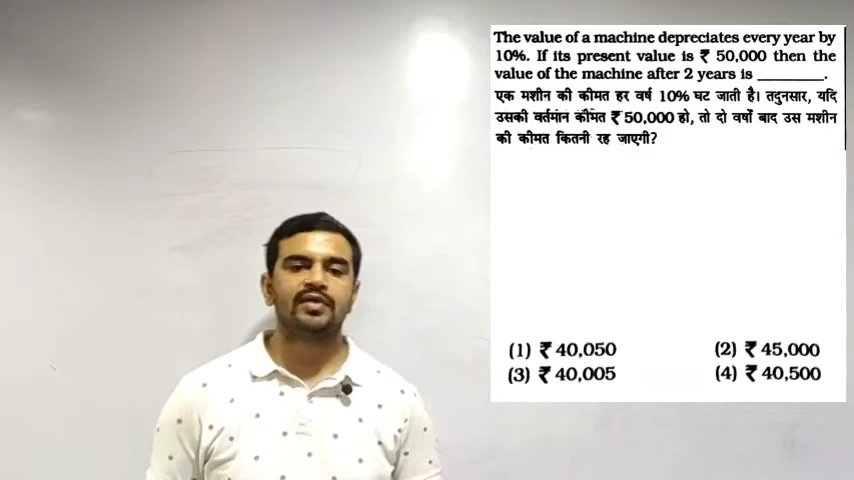 The value of a machine depreciates every year by
10%. If its present value is ₹ 50,000 then the
value of the machine after 2 years is ________.
एक मशीन की कीमत हर वर्ष 10% घट जाती है। तदुनसार, यदि
उसकी वर्तमान कीमत ₹ 50,000 हो, तो दो वर्षों बाद उस मशीन
की कीमत कितनी रह जाएगी?
(1) ₹ 40,050 (2) ₹ 45,000
(3) ₹ 40,005 (4) ₹ 40,500